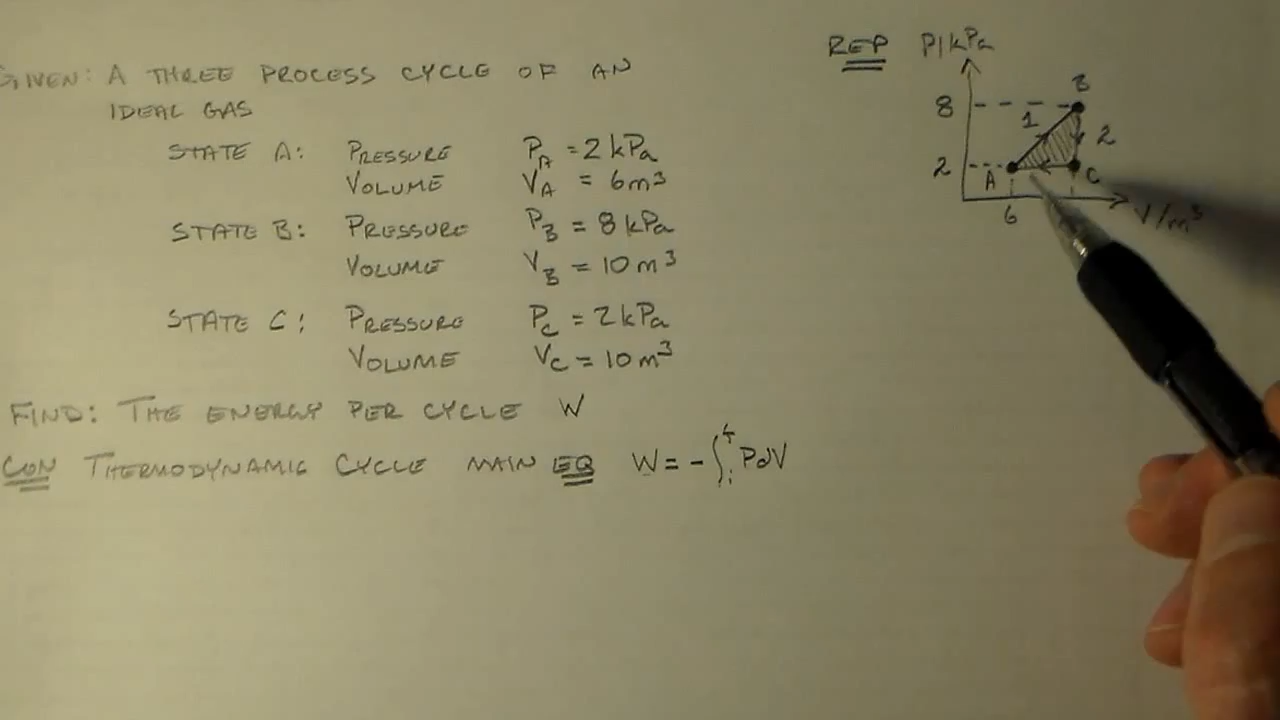 GIVEN: A THREE PROCESS CYCLE OF AN
IDEAL GAS
STATE A: PRESSURE P_A = 2 kPa
VOLUME V_A = 6 m³
STATE B: PRESSURE P_B = 8 kPa
VOLUME V_B = 10 m³
STATE C: PRESSURE P_C = 2 kPa
VOLUME V_C = 10 m³
FIND: THE ENERGY PER CYCLE W
CON THERMODYNAMIC CYCLE MAIN EQ W = -∫_i^f PdV
REP P/kPa
B
8
1
2
2
A
C
6
V/m³